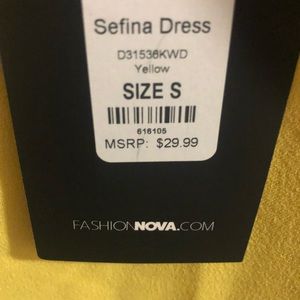 Sefina Dress
D31536KWD
Yellow
SIZE S
616105
MSRP: $29.99
FASHIONNOVA.COM